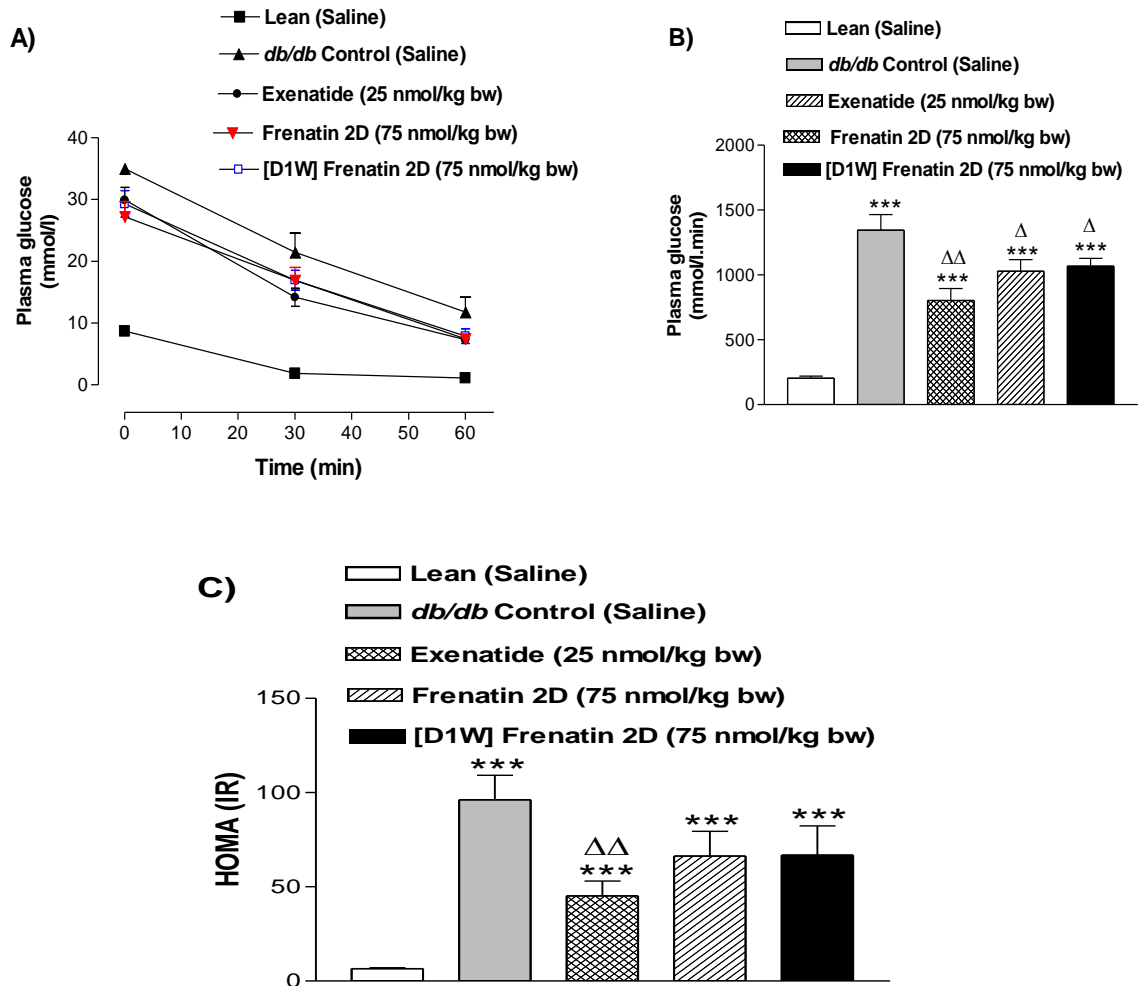 A)
Lean (Saline)
db/db Control (Saline)
Exenatide (25 nmol/kg bw)
Frenatin 2D (75 nmol/kg bw)
[D1W] Frenatin 2D (75 nmol/kg bw)
Plasma glucose
(mmol/l)
40
30
20
10
0
0 10 20 30 40 50 60
Time (min)
B)
Lean (Saline)
db/db Control (Saline)
Exenatide (25 nmol/kg bw)
Frenatin 2D (75 nmol/kg bw)
[D1W] Frenatin 2D (75 nmol/kg bw)
Plasma glucose
(mmol/l.min)
2000
1500
1000
500
0
***
ΔΔ
***
Δ
***
Δ
***
C)
Lean (Saline)
db/db Control (Saline)
Exenatide (25 nmol/kg bw)
Frenatin 2D (75 nmol/kg bw)
[D1W] Frenatin 2D (75 nmol/kg bw)
HOMA (IR)
150
100
50
0
***
ΔΔ
***
***
***